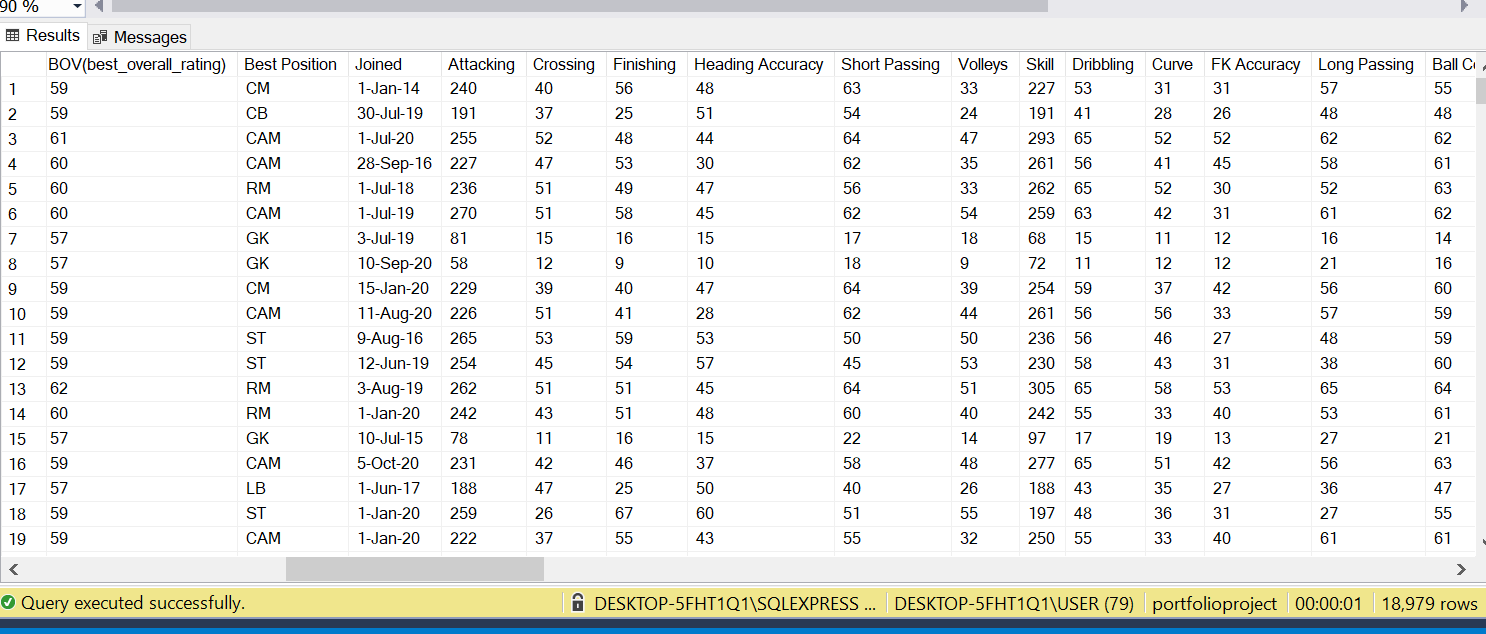 90 %
Results Messages
BOV(best_overall_rating) Best Position Joined Attacking Crossing Finishing Heading Accuracy Short Passing Volleys Skill Dribbling Curve FK Accuracy Long Passing Ball Co
1 59 CM 1-Jan-14 240 40 56 48 63 33 227 53 31 31 57 55
2 59 CB 30-Jul-19 191 37 25 51 54 24 191 41 28 26 48 48
3 61 CAM 1-Jul-20 255 52 48 44 64 47 293 65 52 52 62 62
4 60 CAM 28-Sep-16 227 47 53 30 62 35 261 56 41 45 58 61
5 60 RM 1-Jul-18 236 51 49 47 56 33 262 65 52 30 52 63
6 60 CAM 1-Jul-19 270 51 58 45 62 54 259 63 42 31 61 62
7 57 GK 3-Jul-19 81 15 16 15 17 18 68 15 11 12 16 14
8 57 GK 10-Sep-20 58 12 9 10 18 9 72 11 12 12 21 16
9 59 CM 15-Jan-20 229 39 40 47 64 39 254 59 37 42 56 60
10 59 CAM 11-Aug-20 226 51 41 28 62 44 261 56 56 33 57 59
11 59 ST 9-Aug-16 265 53 59 53 50 50 236 56 46 27 48 59
12 59 ST 12-Jun-19 254 45 54 57 45 53 230 58 43 31 38 60
13 62 RM 3-Aug-19 262 51 51 45 64 51 305 65 58 53 65 64
14 60 RM 1-Jan-20 242 43 51 48 60 40 242 55 33 40 53 61
15 57 GK 10-Jul-15 78 11 16 15 22 14 97 17 19 13 27 21
16 59 CAM 5-Oct-20 231 42 46 37 58 48 277 65 51 42 56 63
17 57 LB 1-Jun-17 188 47 25 50 40 26 188 43 35 27 36 47
18 59 ST 1-Jan-20 259 26 67 60 51 55 197 48 36 31 27 55
19 59 CAM 1-Jan-20 222 37 55 43 55 32 250 55 33 40 61 61
Query executed successfully. DESKTOP-5FHT1Q1\SQLEXPRESS ... DESKTOP-5FHT1Q1\USER (79) portfolioproject 00:00:01 18,979 rows